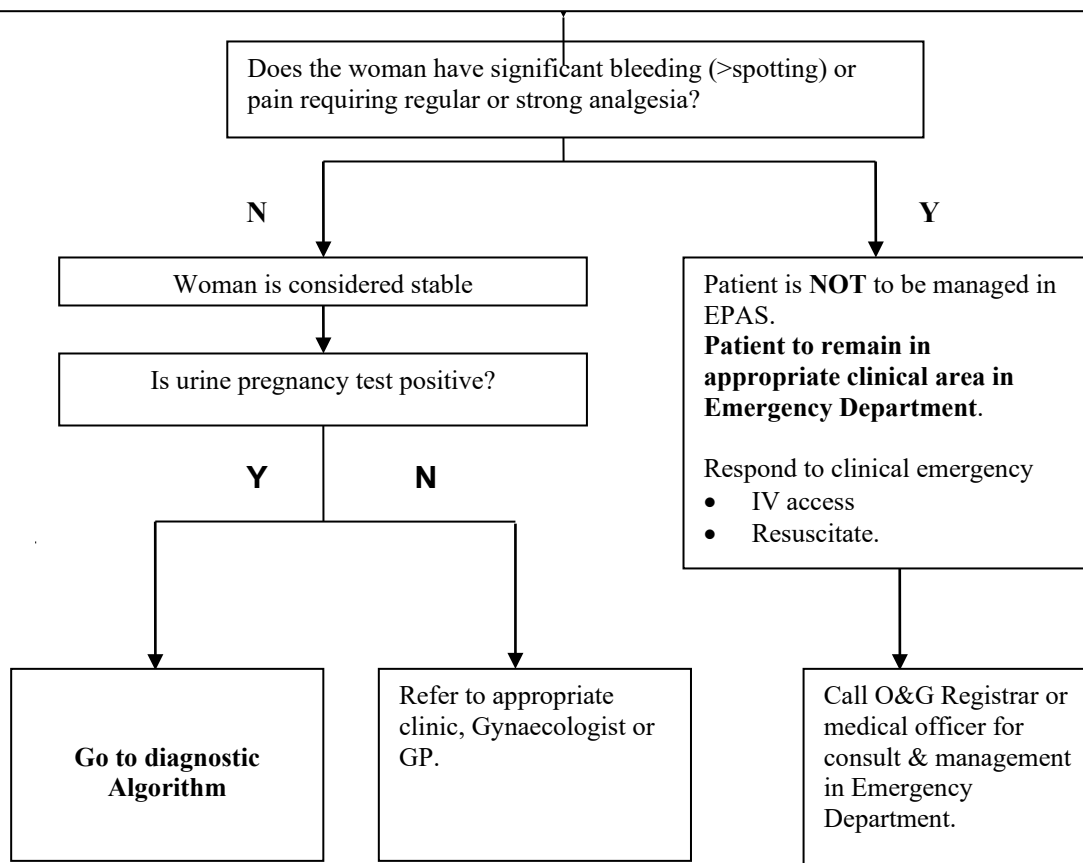 Does the woman have significant bleeding (>spotting) or
pain requiring regular or strong analgesia?
N
Y
Woman is considered stable
Is urine pregnancy test positive?
Y
N
Patient is NOT to be managed in
EPAS.
Patient to remain in
appropriate clinical area in
Emergency Department.
Respond to clinical emergency
• IV access
• Resuscitate.
Go to diagnostic
Algorithm
Refer to appropriate
clinic, Gynaecologist or
GP.
Call O&G Registrar or
medical officer for
consult & management
in Emergency
Department.